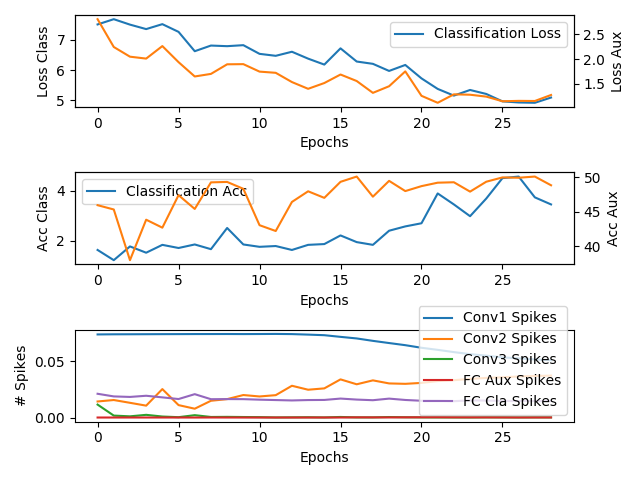 Classification Loss
7
6
5
2.5
2.0
1.5
Loss Class
Loss Aux
0 5 10 15 20 25
Epochs
Classification Acc
4
2
50
45
40
Acc Class
Acc Aux
0 5 10 15 20 25
Epochs
Conv1 Spikes
Conv2 Spikes
Conv3 Spikes
FC Aux Spikes
FC Cla Spikes
0.05
0.00
# Spikes
0 5 10 15 20 25
Epochs